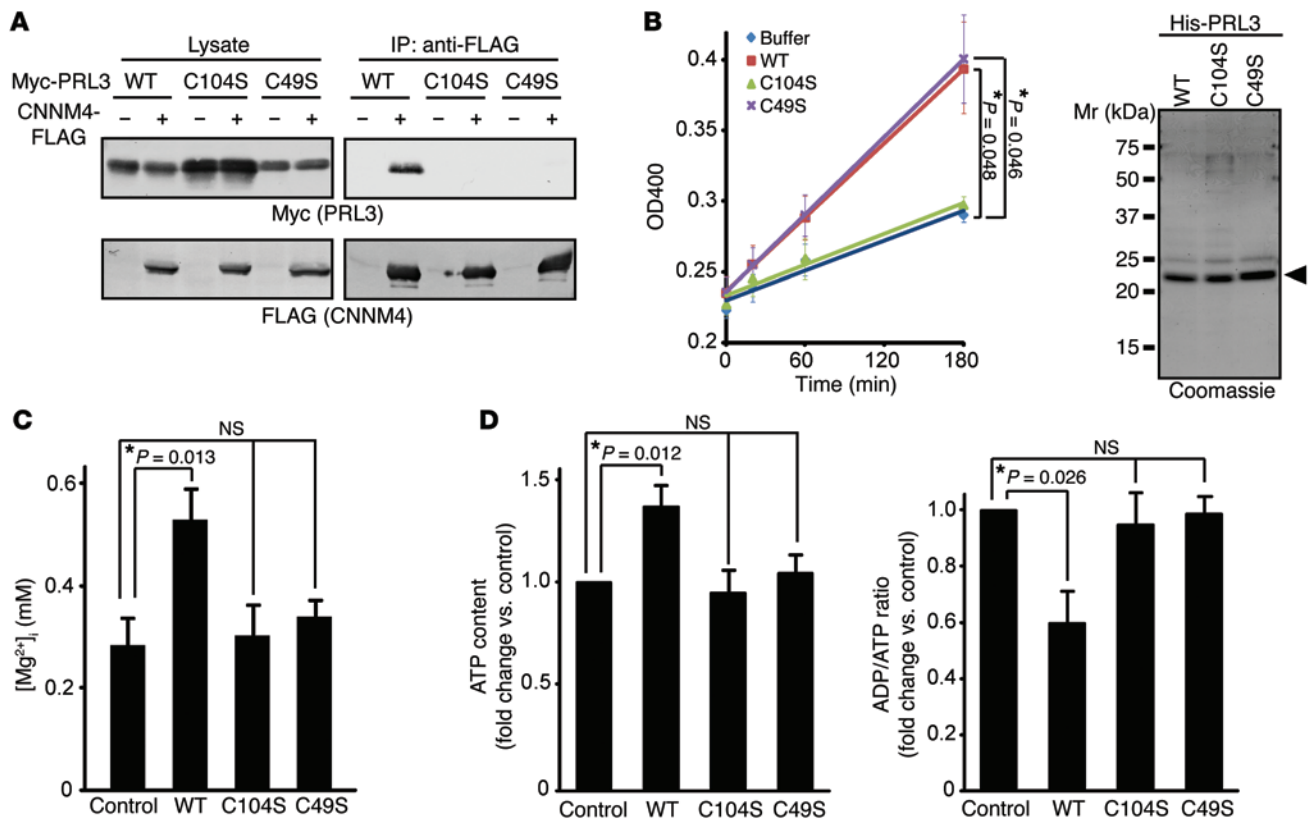 A
Lysate
IP: anti-FLAG
Myc-PRL3 WT C104S C49S WT C104S C49S
CNNM4-FLAG – + – + – + – + – + – +
Myc (PRL3)
FLAG (CNNM4)
B
Buffer
WT
C104S
C49S
OD400
0.4
0.35
0.3
0.25
0.2
0 60 120 180
Time (min)
* P = 0.048
* P = 0.046
His-PRL3
WT C104S C49S
Mr (kDa)
75
50
37
25
20
15
Coomassie
C
NS
* P = 0.013
[Mg²⁺]i (mM)
0.6
0.4
0.2
0
Control WT C104S C49S
D
NS
* P = 0.012
ATP content
(fold change vs. control)
1.5
1.0
0.5
0
Control WT C104S C49S
NS
* P = 0.026
ADP/ATP ratio
(fold change vs. control)
1.0
0.8
0.6
0.4
0.2
0
Control WT C104S C49S